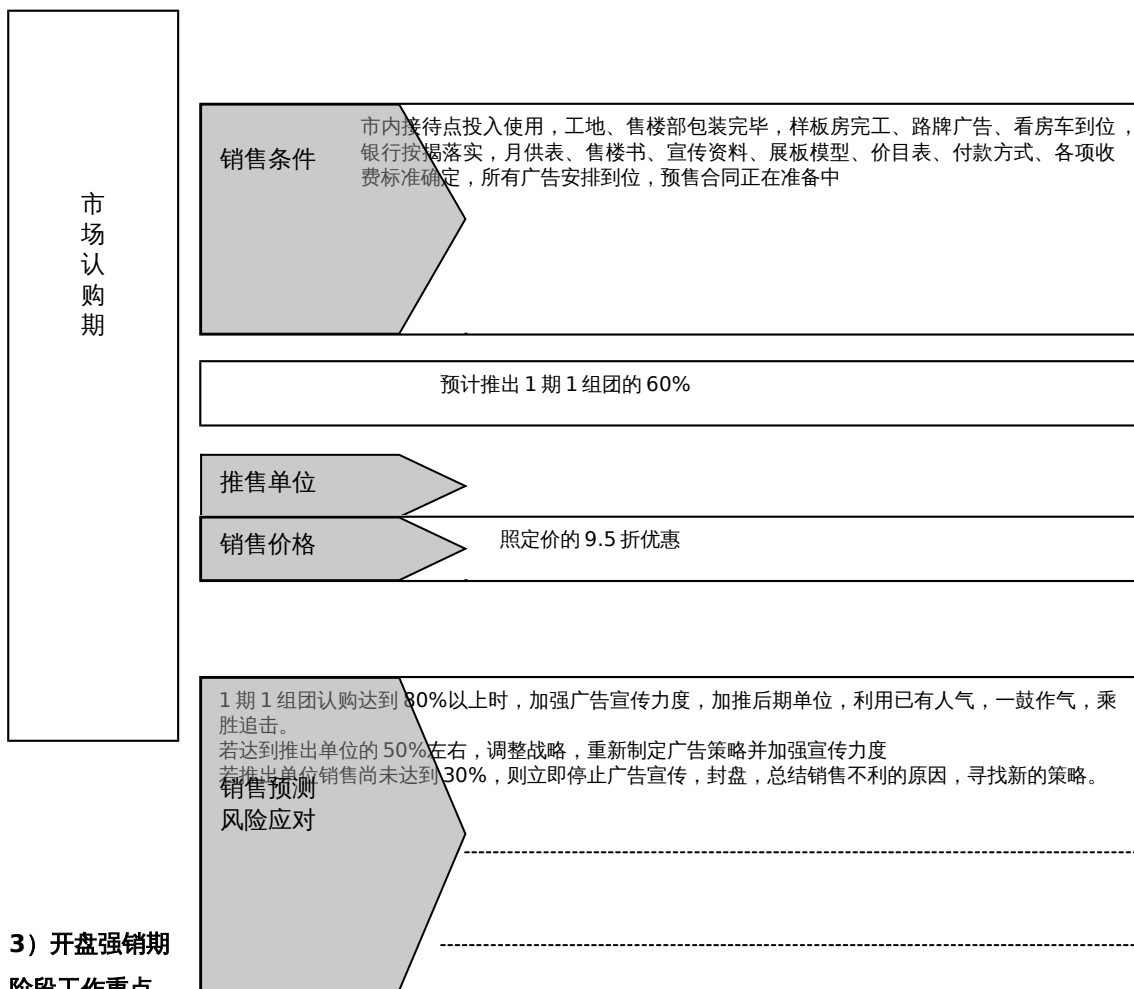 市
场
认
购
期
销售条件
市内接待点投入使用，工地、售楼部包装完毕，样板房完工、路牌广告、看房车到位，
银行按揭落实，月供表、售楼书、宣传资料、展板模型、价目表、付款方式、各项收
费标准确定，所有广告安排到位，预售合同正在准备中
预计推出 1 期 1 组团的 60%
推售单位
销售价格
照定价的 9.5 折优惠
1 期 1 组团认购达到 80%以上时，加强广告宣传力度，加推后期单位，利用已有人气，一鼓作气，乘
胜追击。
若达到推出单位的 50%左右，调整战略，重新制定广告策略并加强宣传力度
若推出单位销售尚未达到 30%，则立即停止广告宣传，封盘，总结销售不利的原因，寻找新的策略。
销售预测
风险应对
3）开盘强销期
阶段工作重点